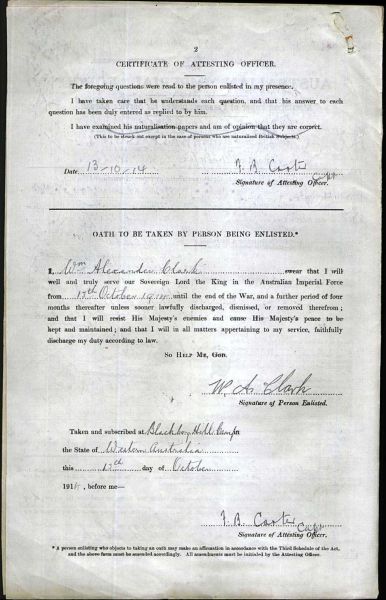 2
CERTIFICATE OF ATTESTING OFFICER.
The foregoing questions were read to the person enlisted in my presence.
I have taken care that he understands each question, and that his answer to each
question has been duly entered as replied to by him.
I have examined his naturalisation papers and am of opinion that they are correct.
(This to be struck out except in the case of persons who are naturalised British Subjects.)
Date 13-10-14
J. B. Carter Capt
Signature of Attesting Officer.
OATH TO BE TAKEN BY PERSON BEING ENLISTED.*
I, Wm Alexander Clark swear that I will
well and truly serve our Sovereign Lord the King in the Australian Imperial Force
from 13th October 1914 until the end of the War, and a further period of four
months thereafter unless sooner lawfully discharged, dismissed, or removed therefrom ;
and that I will resist His Majesty's enemies and cause His Majesty's peace to be
kept and maintained ; and that I will in all matters appertaining to my service, faithfully
discharge my duty according to law.
SO HELP ME, GOD.
W. A. Clark
Signature of Person Enlisted.
Taken and subscribed at Blackboy Hill Camp in
the State of Western Australia
this 13th day of October
1914, before me—
J. B. Carter Capt
Signature of Attesting Officer.
* A person enlisting who objects to taking an oath may make an affirmation in accordance with the Third Schedule of the Act,
and the above form must be amended accordingly. All amendments must be initialled by the Attesting Officer.